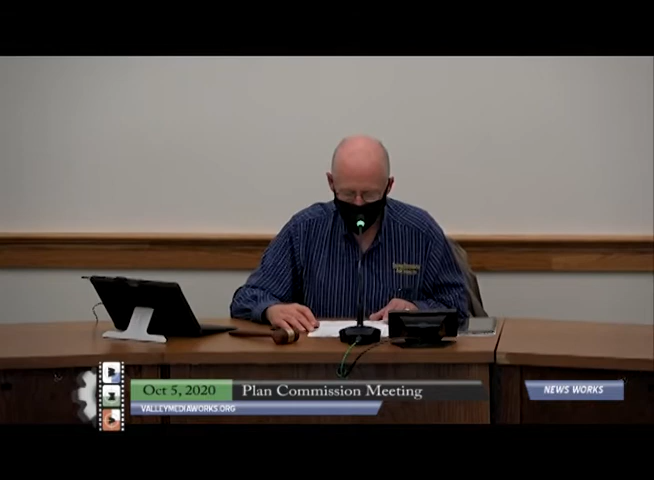 Oct 5, 2020
Plan Commission Meeting
NEWS WORKS
VALLEYMEDIAWORKS.ORG